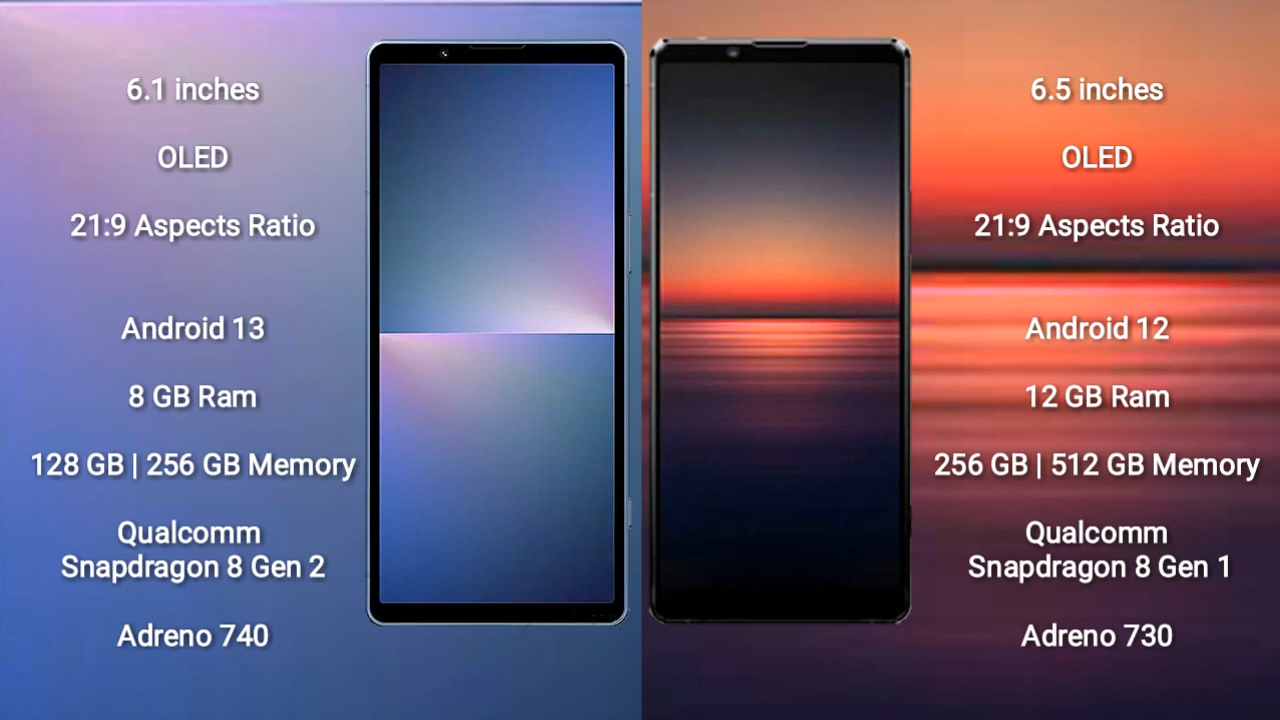 6.1 inches
OLED
21:9 Aspects Ratio
Android 13
8 GB Ram
128 GB | 256 GB Memory
Qualcomm
Snapdragon 8 Gen 2
Adreno 740
6.5 inches
OLED
21:9 Aspects Ratio
Android 12
12 GB Ram
256 GB | 512 GB Memory
Qualcomm
Snapdragon 8 Gen 1
Adreno 730